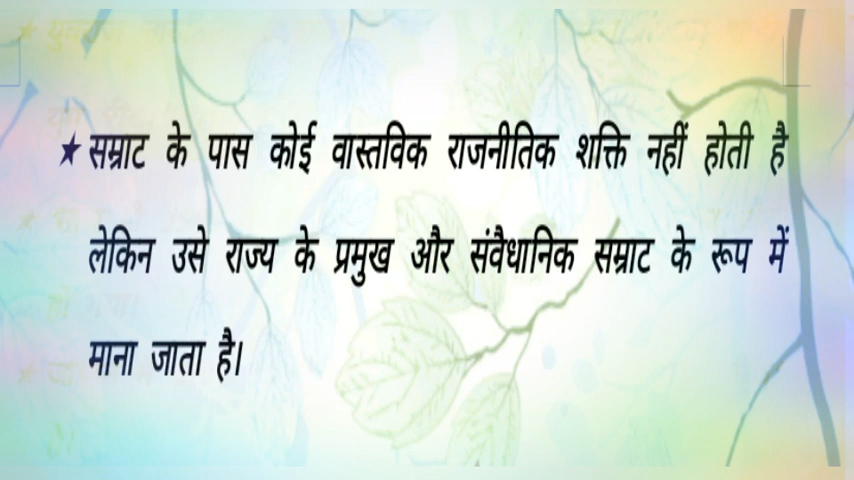 ★ सम्राट के पास कोई वास्तविक राजनीतिक शक्ति नहीं होती है
लेकिन उसे राज्य के प्रमुख और संवैधानिक सम्राट के रूप में
माना जाता है।